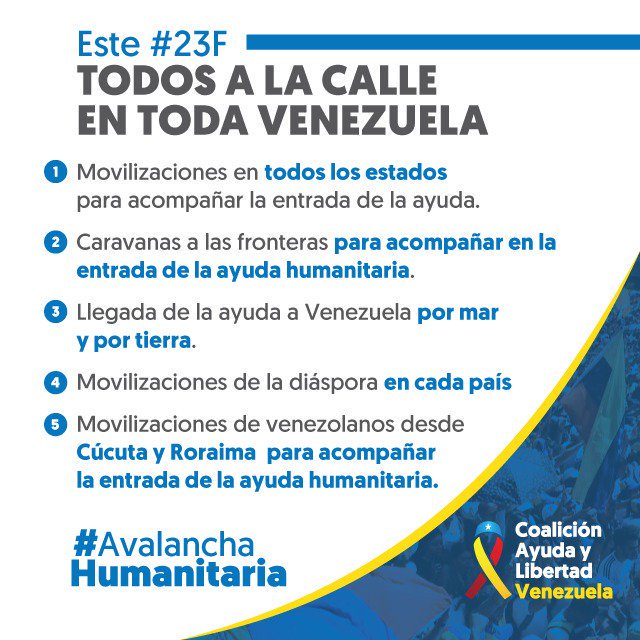 Este #23F
TODOS A LA CALLE
EN TODA VENEZUELA
1 Movilizaciones en todos los estados
para acompañar la entrada de la ayuda.
2 Caravanas a las fronteras para acompañar en la
entrada de la ayuda humanitaria.
3 Llegada de la ayuda a Venezuela por mar
y por tierra.
4 Movilizaciones de la diáspora en cada país
5 Movilizaciones de venezolanos desde
Cúcuta y Roraima para acompañar
la entrada de la ayuda humanitaria.
#Avalancha
Humanitaria
Coalición
Ayuda y
Libertad
Venezuela